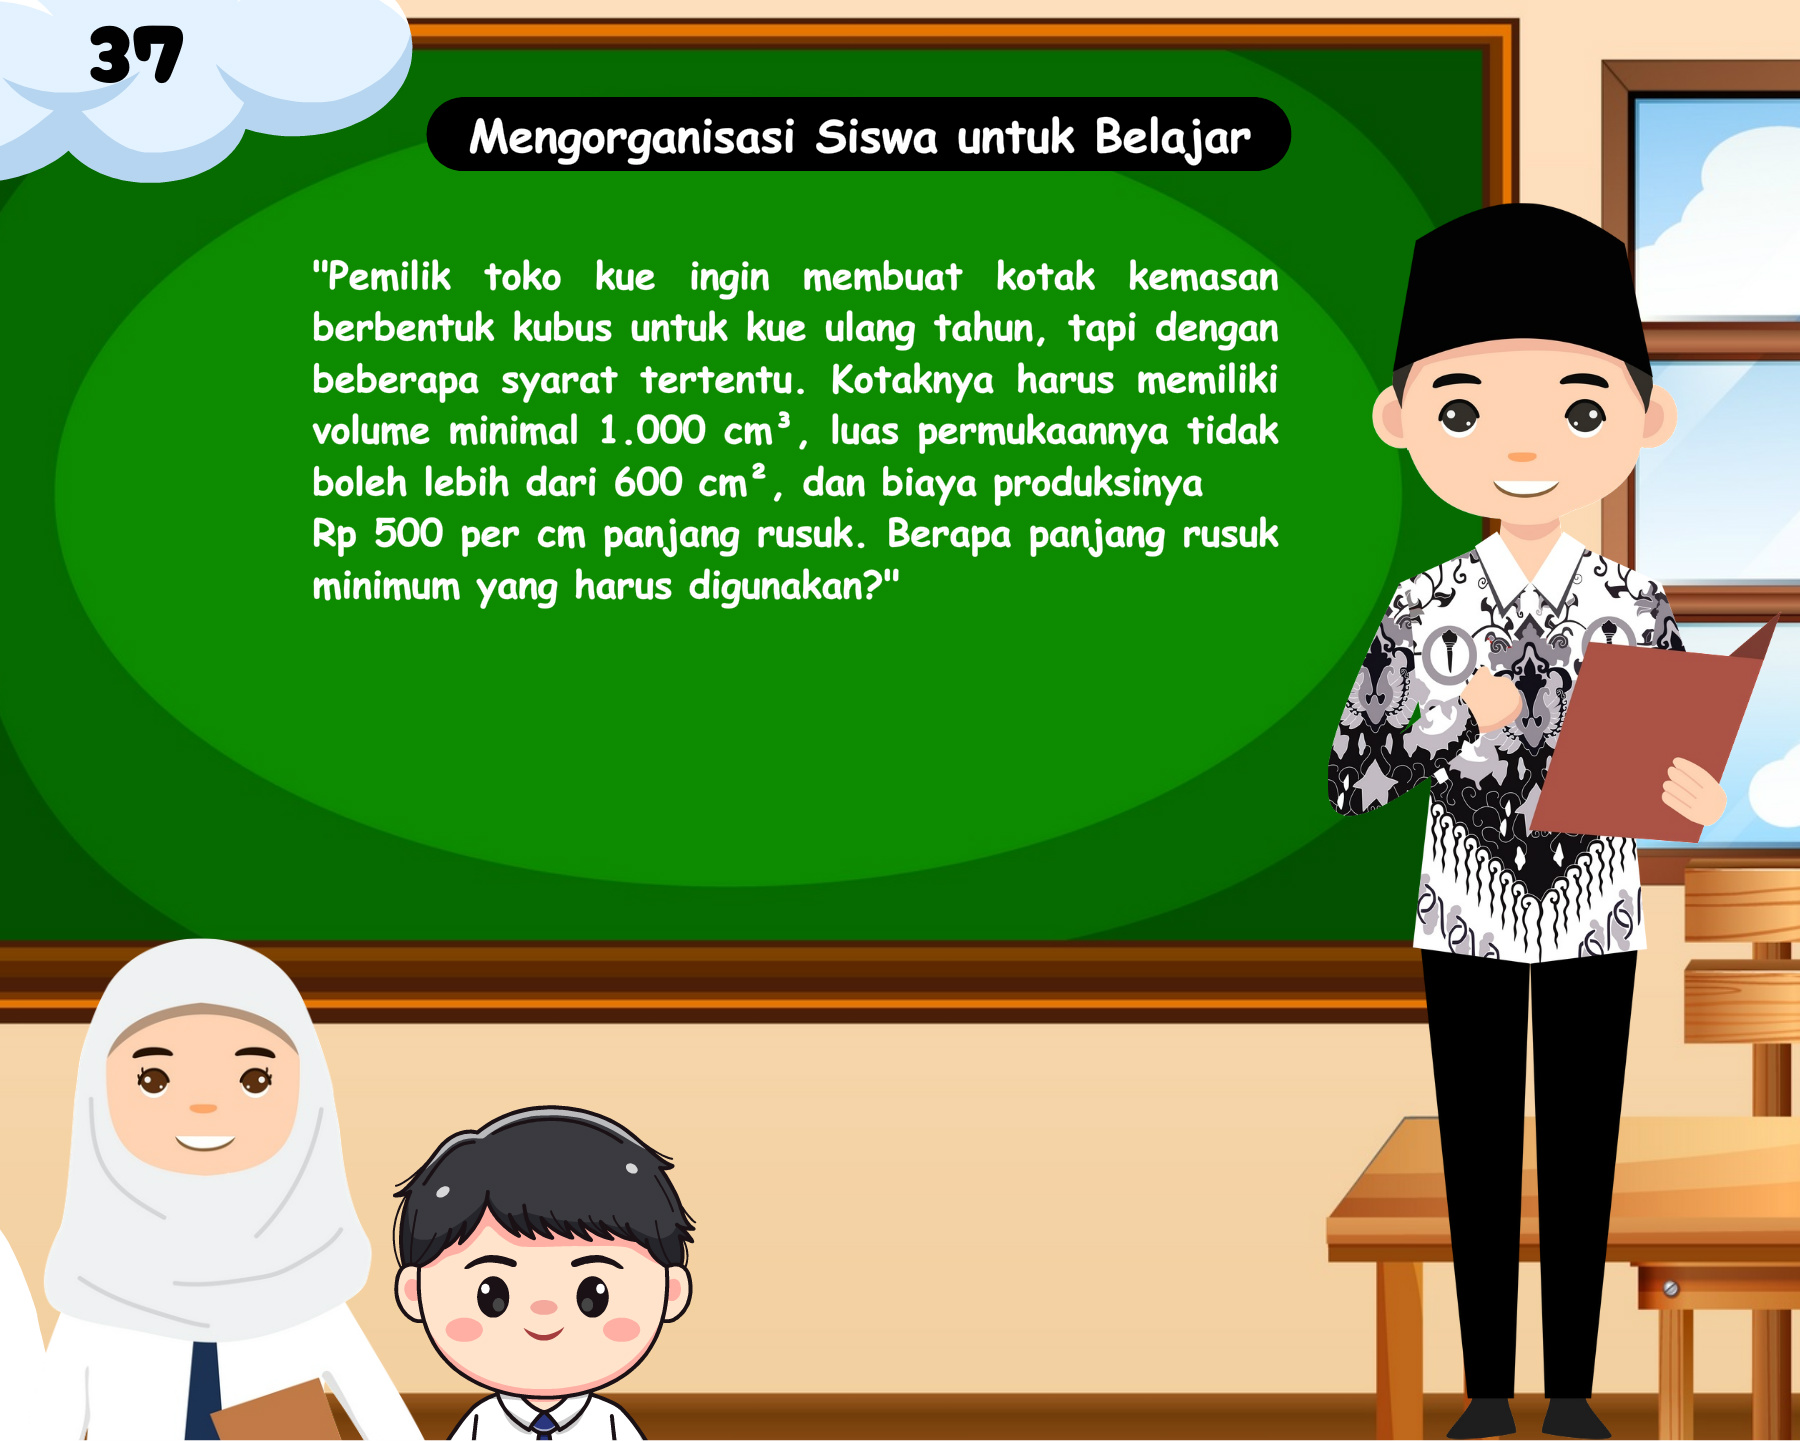 37
Mengorganisasi Siswa untuk Belajar
"Pemilik toko kue ingin membuat kotak kemasan
berbentuk kubus untuk kue ulang tahun, tapi dengan
beberapa syarat tertentu. Kotaknya harus memiliki
volume minimal 1.000 cm³, luas permukaannya tidak
boleh lebih dari 600 cm², dan biaya produksinya
Rp 500 per cm panjang rusuk. Berapa panjang rusuk
minimum yang harus digunakan?"